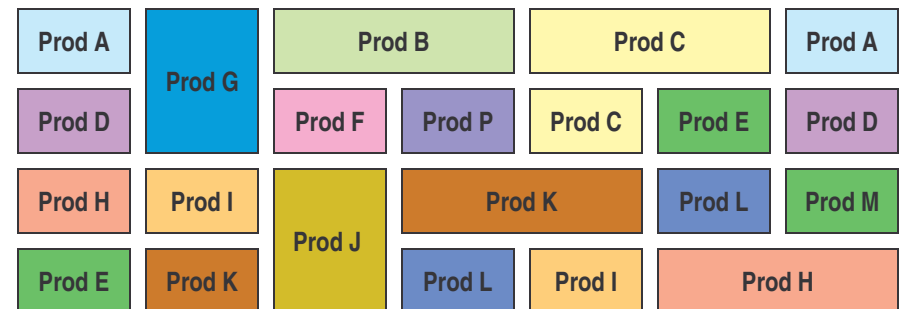 Prod A
Prod G
Prod B
Prod C
Prod A
Prod D
Prod F
Prod P
Prod C
Prod E
Prod D
Prod H
Prod I
Prod J
Prod K
Prod L
Prod M
Prod E
Prod K
Prod L
Prod I
Prod H